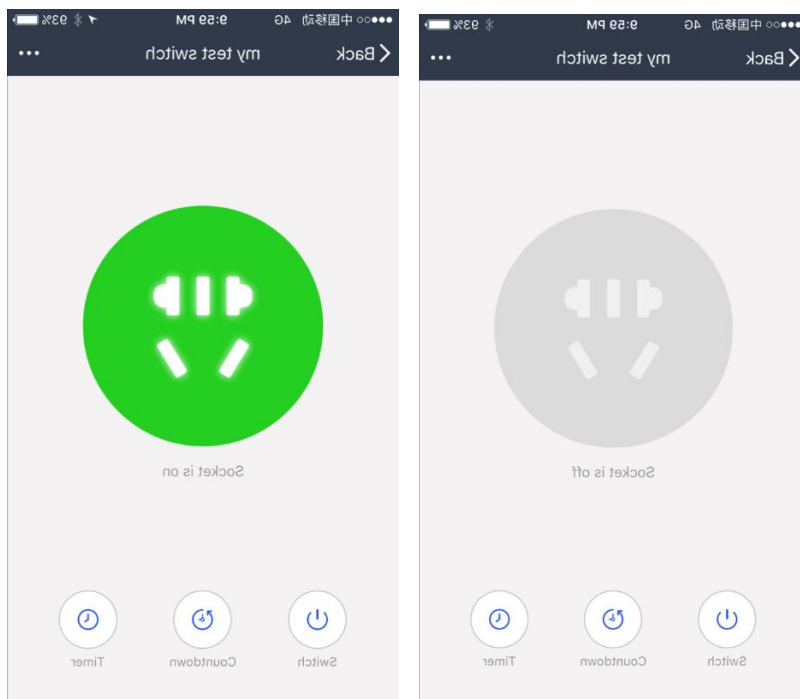 ●●●○○ 中国移动 4G 9:59 PM 93%
Back my test switch ...
Socket is on
Switch Countdown Timer
●●●○○ 中国移动 4G 9:59 PM 93%
Back my test switch ...
Socket is off
Switch Countdown Timer